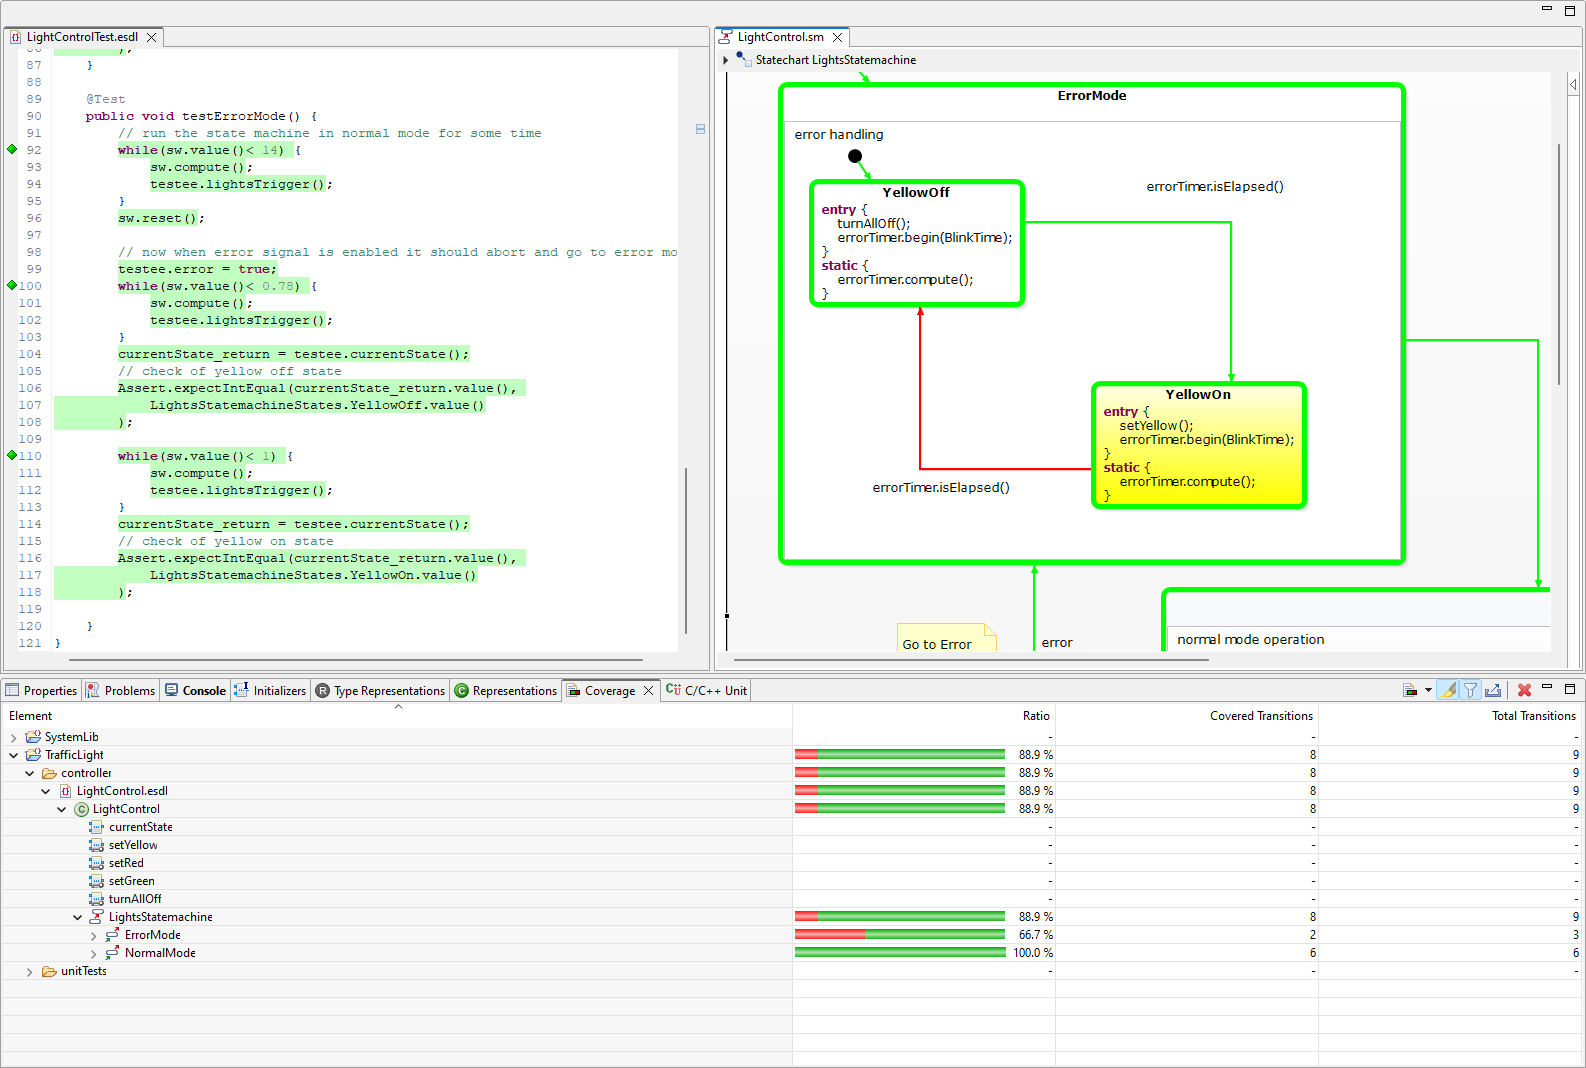 LightControlTest.esdl
86 );
87 }
88
89 @Test
90 public void testErrorMode() {
91 // run the state machine in normal mode for some time
92 while(sw.value()< 14) {
93 sw.compute();
94 testee.lightsTrigger();
95 }
96 sw.reset();
97
98 // now when error signal is enabled it should abort and go to error mo
99 testee.error = true;
100 while(sw.value()< 0.78) {
101 sw.compute();
102 testee.lightsTrigger();
103 }
104 currentState_return = testee.currentState();
105 // check of yellow off state
106 Assert.expectIntEqual(currentState_return.value(),
107 LightsStatemachineStates.YellowOff.value()
108 );
109
110 while(sw.value()< 1) {
111 sw.compute();
112 testee.lightsTrigger();
113 }
114 currentState_return = testee.currentState();
115 // check of yellow on state
116 Assert.expectIntEqual(currentState_return.value(),
117 LightsStatemachineStates.YellowOn.value()
118 );
119
120 }
121 }
LightControl.sm
Statechart LightsStatemachine
ErrorMode
error handling
YellowOff
entry {
turnAllOff();
errorTimer.begin(BlinkTime);
}
static {
errorTimer.compute();
}
errorTimer.isElapsed()
YellowOn
entry {
setYellow();
errorTimer.begin(BlinkTime);
}
static {
errorTimer.compute();
}
errorTimer.isElapsed()
Go to Error
error
normal mode operation
Properties Problems Console Initializers Type Representations Representations Coverage C/C++ Unit
Element Ratio Covered Transitions Total Transitions
SystemLib - - -
TrafficLight 88.9 % 8 9
controller 88.9 % 8 9
LightControl.esdl 88.9 % 8 9
LightControl 88.9 % 8 9
currentState - - -
setYellow - - -
setRed - - -
setGreen - - -
turnAllOff - - -
LightsStatemachine 88.9 % 8 9
ErrorMode 66.7 % 2 3
NormalMode 100.0 % 6 6
unitTests - - -